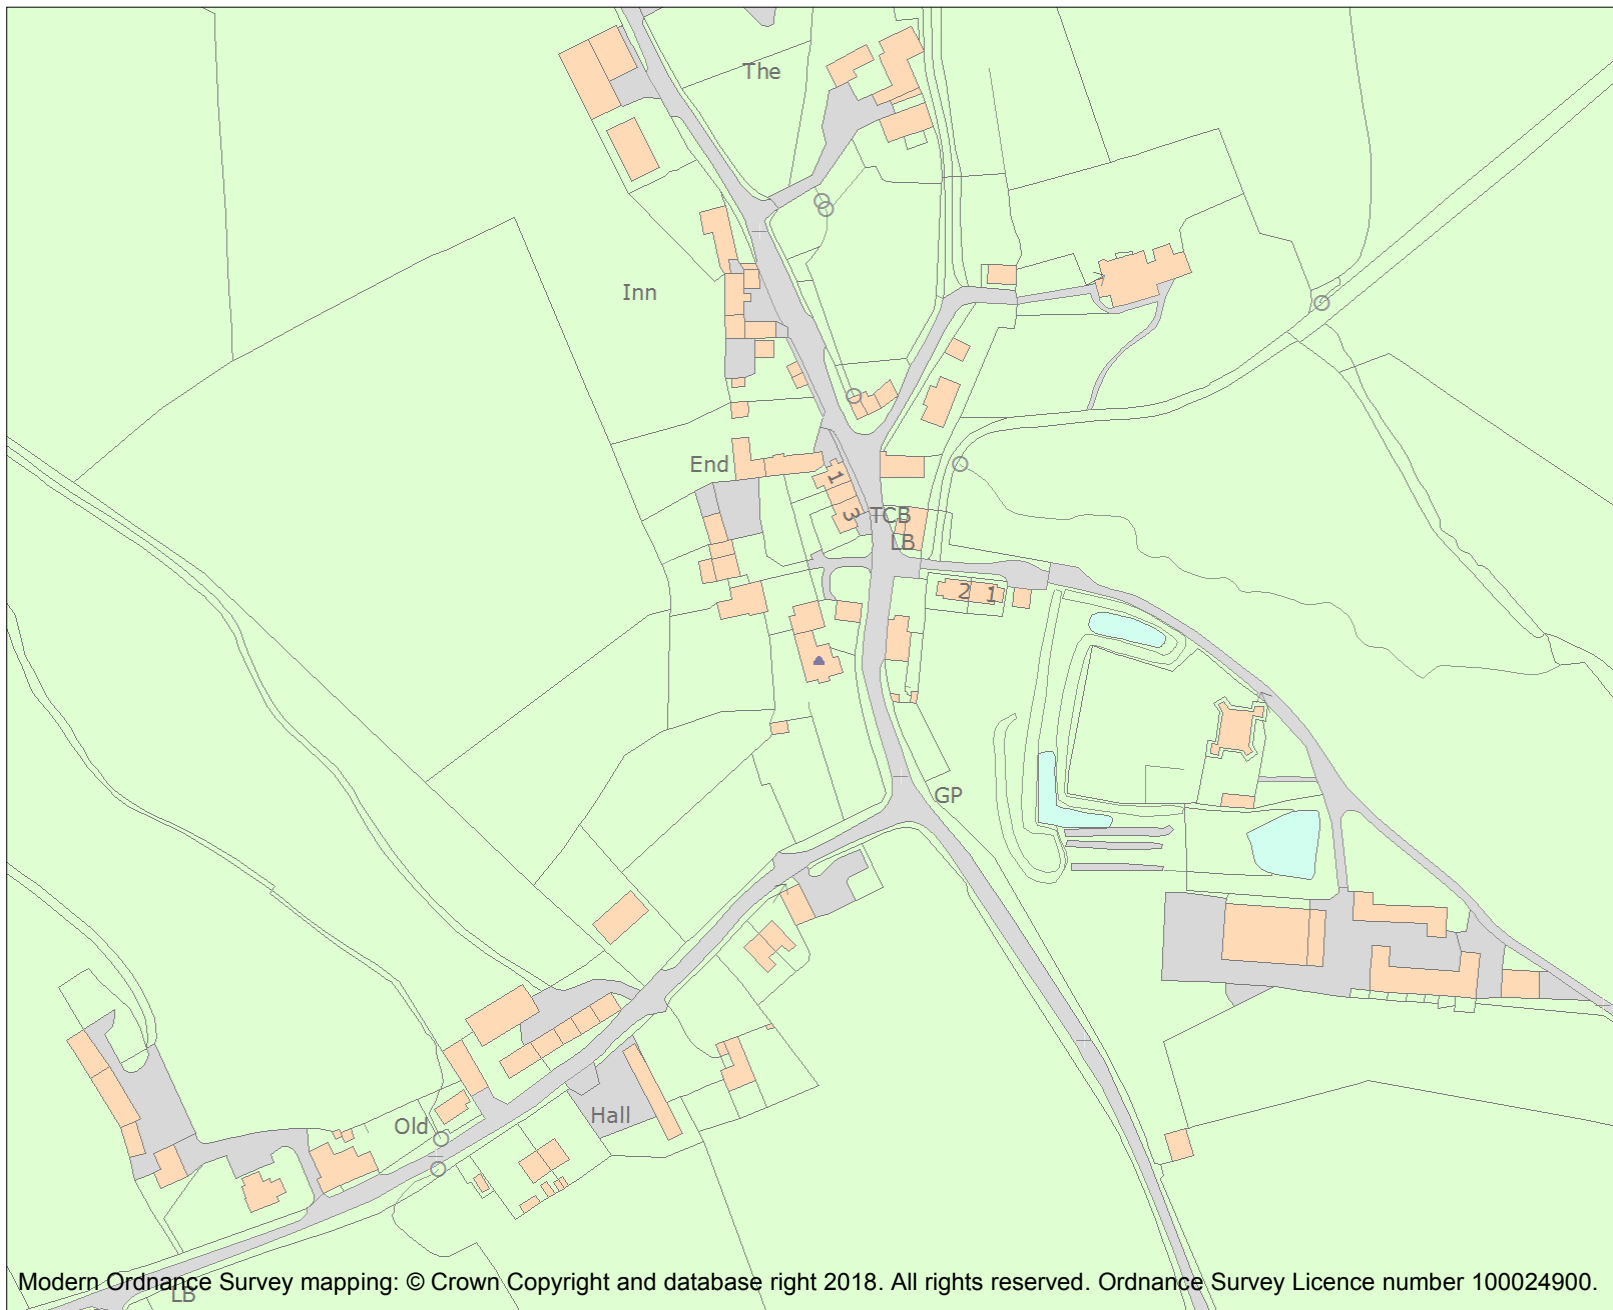 The
Inn
End
1
3
TCB
LB
2 1
GP
Hall
Old
LB
Modern Ordnance Survey mapping: © Crown Copyright and database right 2018. All rights reserved. Ordnance Survey Licence number 100024900.